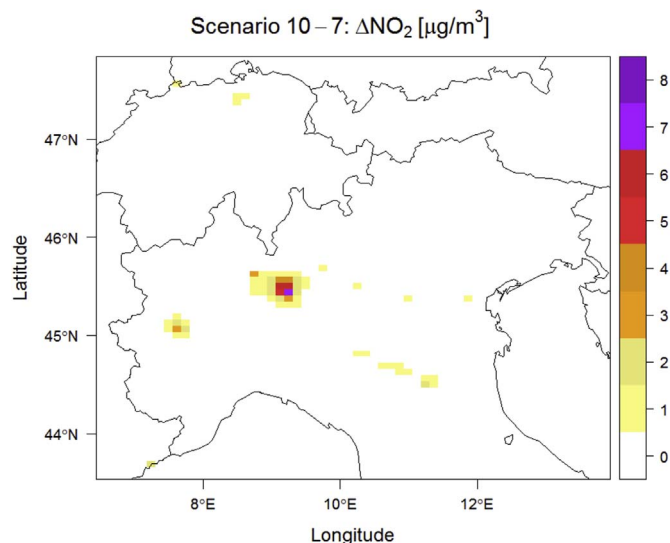 Scenario 10 – 7: ΔNO₂ [μg/m³]
Latitude
47°N
46°N
45°N
44°N
8°E
10°E
12°E
Longitude
8
7
6
5
4
3
2
1
0